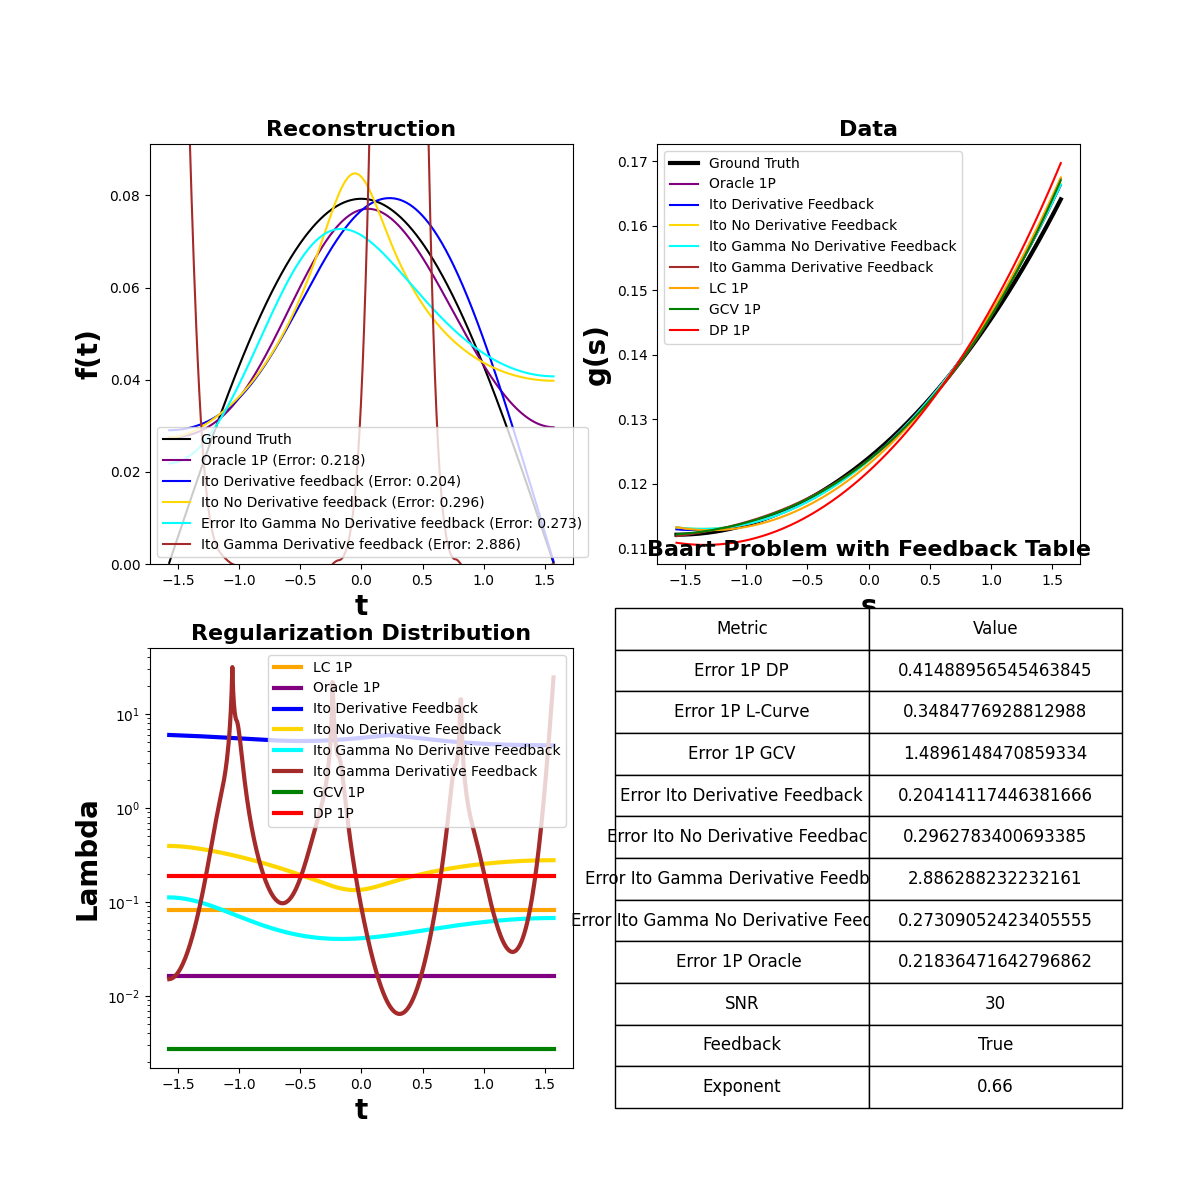 Reconstruction
f(t)
0.08
0.06
0.04
0.02
0.00
Ground Truth
Oracle 1P (Error: 0.218)
Ito Derivative feedback (Error: 0.204)
Ito No Derivative feedback (Error: 0.296)
Error Ito Gamma No Derivative feedback (Error: 0.273)
Ito Gamma Derivative feedback (Error: 2.886)
−1.5 −1.0 −0.5 0.0 0.5 1.0 1.5
t
Data
g(s)
0.17
0.16
0.15
0.14
0.13
0.12
0.11
Ground Truth
Oracle 1P
Ito Derivative Feedback
Ito No Derivative Feedback
Ito Gamma No Derivative Feedback
Ito Gamma Derivative Feedback
LC 1P
GCV 1P
DP 1P
−1.5 −1.0 −0.5 0.0 0.5 1.0 1.5
s
Regularization Distribution
Lambda
10^1
10^0
10^−1
10^−2
LC 1P
Oracle 1P
Ito Derivative Feedback
Ito No Derivative Feedback
Ito Gamma No Derivative Feedback
Ito Gamma Derivative Feedback
GCV 1P
DP 1P
−1.5 −1.0 −0.5 0.0 0.5 1.0 1.5
t
Baart Problem with Feedback Table
Metric Value
Error 1P DP 0.41488956545463845
Error 1P L-Curve 0.3484776928812988
Error 1P GCV 1.4896148470859334
Error Ito Derivative Feedback 0.20414117446381666
Error Ito No Derivative Feedbac 0.2962783400693385
Error Ito Gamma Derivative Feedb 2.886288232232161
Error Ito Gamma No Derivative Feec 0.27309052423405555
Error 1P Oracle 0.21836471642796862
SNR 30
Feedback True
Exponent 0.66